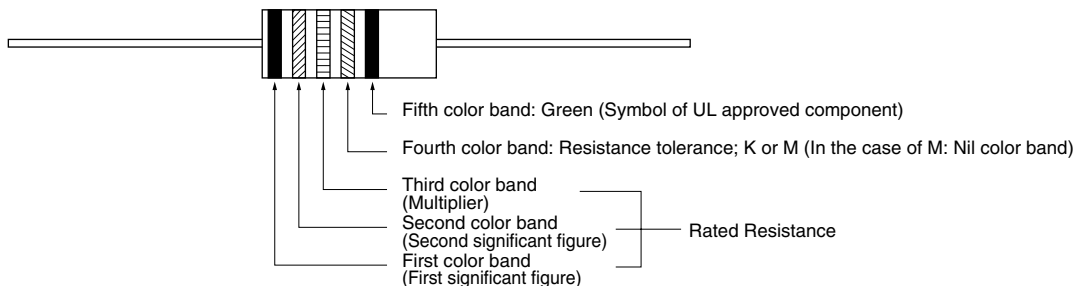 Fifth color band: Green (Symbol of UL approved component)
Fourth color band: Resistance tolerance; K or M (In the case of M: Nil color band)
Third color band
(Multiplier)
Second color band
(Second significant figure)
Rated Resistance
First color band
(First significant figure)